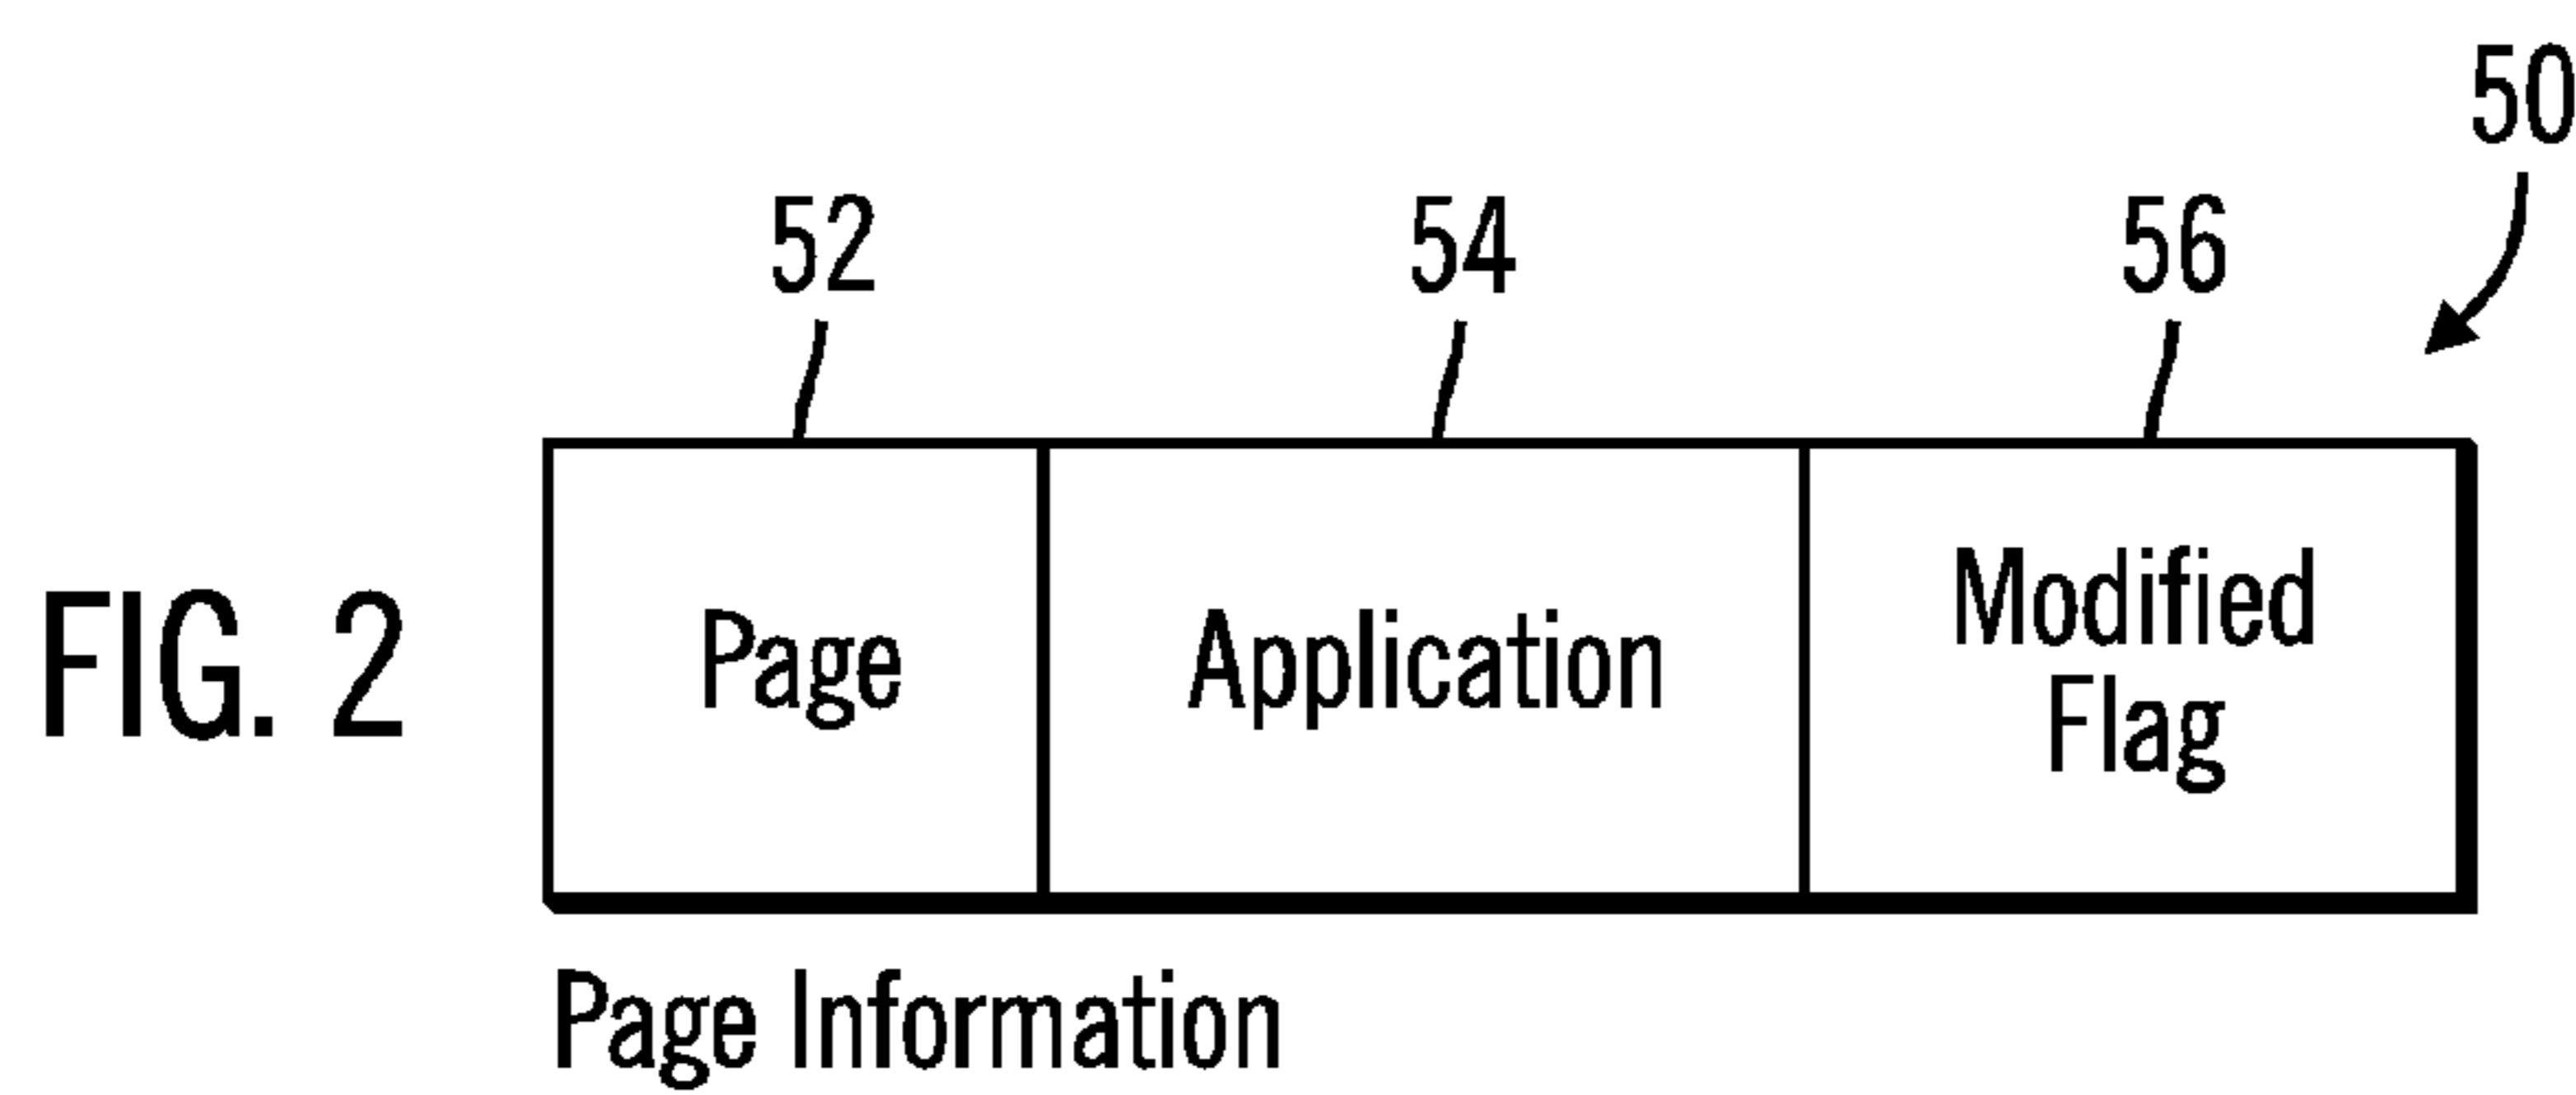 50
52
54
56
FIG. 2
Page
Application
Modified
Flag
Page Information